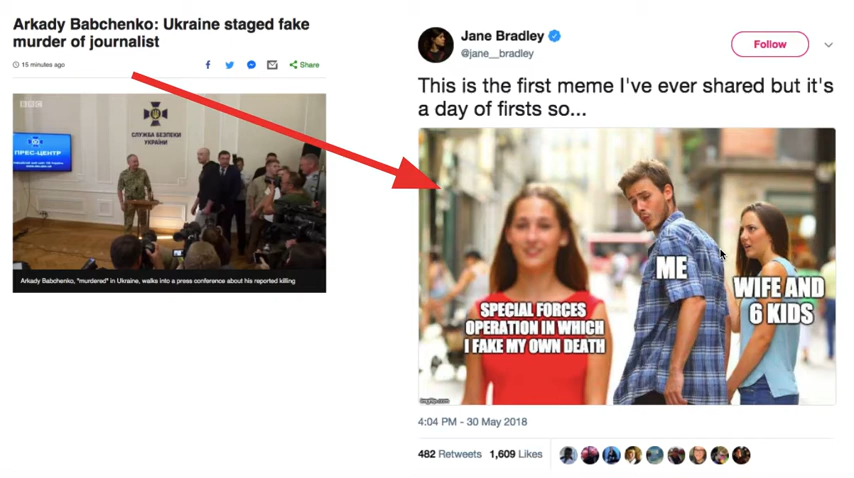 Arkady Babchenko: Ukraine staged fake
murder of journalist
15 minutes ago
Share
BBC
СЛУЖБА БЕЗПЕКИ
УКРАЇНИ
ПРЕС-ЦЕНТР
Arkady Babchenko, "murdered" in Ukraine, walks into a press conference about his reported killing
Jane Bradley
@jane__bradley
Follow
This is the first meme I've ever shared but it's
a day of firsts so...
SPECIAL FORCES
OPERATION IN WHICH
I FAKE MY OWN DEATH
ME
WIFE AND
6 KIDS
imgflip.com
4:04 PM - 30 May 2018
482 Retweets 1,609 Likes